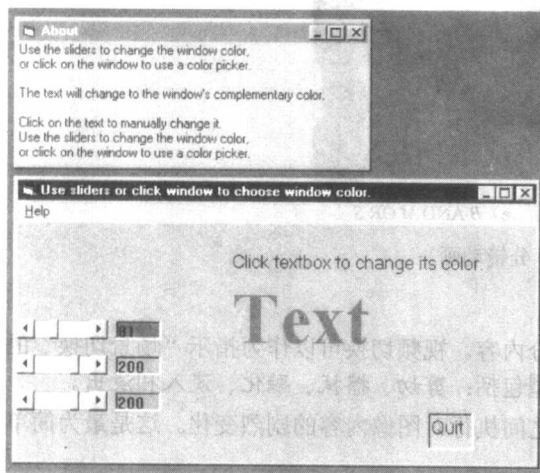 About
Use the sliders to change the window color,
or click on the window to use a color picker.
The text will change to the window's complementary color.
Click on the text to manually change it.
Use the sliders to change the window color,
or click on the window to use a color picker.
Use sliders or click window to choose window color.
Help
Click textbox to change its color.
Text
81
200
200
Quit